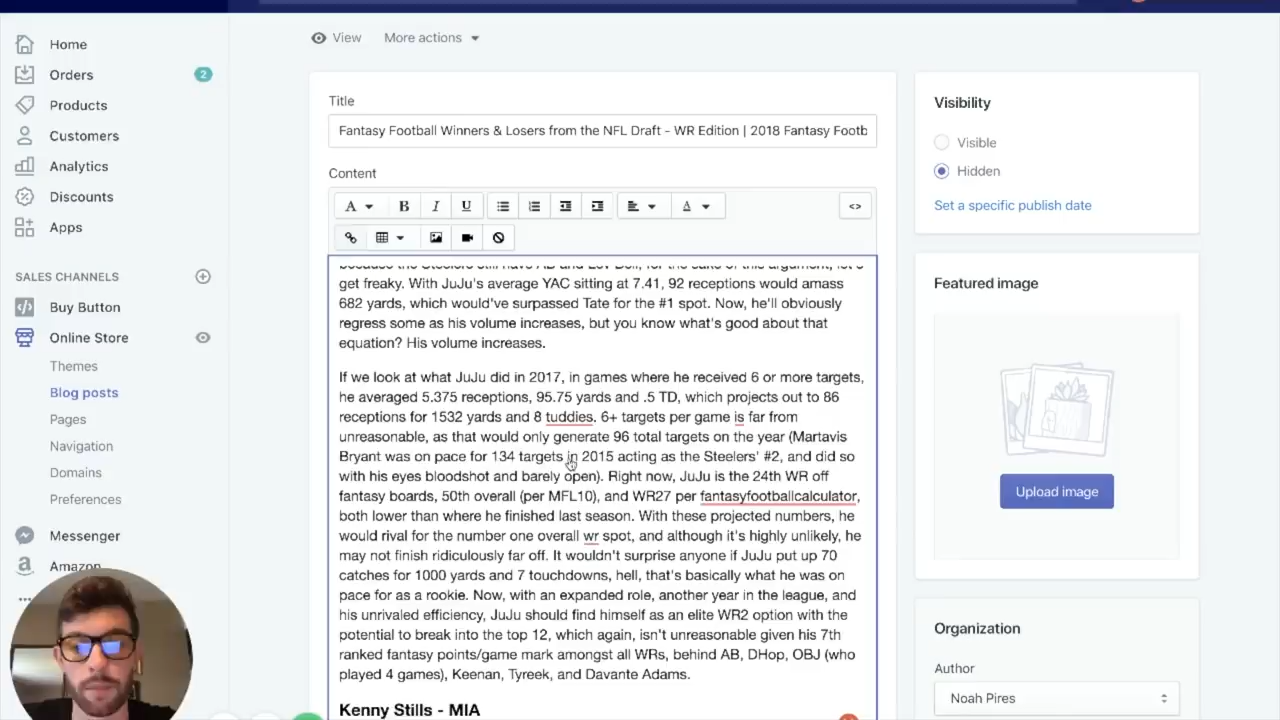 View
More actions
Home
Orders
2
Products
Customers
Analytics
Discounts
Apps
SALES CHANNELS
Buy Button
Online Store
Themes
Blog posts
Pages
Navigation
Domains
Preferences
Messenger
Amazon
Title
Fantasy Football Winners & Losers from the NFL Draft - WR Edition | 2018 Fantasy Footb
Content
A
B
I
U
A
<>
because the Steelers still have AB and Lev Bell, for the sake of this argument, let's
get freaky. With JuJu's average YAC sitting at 7.41, 92 receptions would amass
682 yards, which would've surpassed Tate for the #1 spot. Now, he'll obviously
regress some as his volume increases, but you know what's good about that
equation? His volume increases.
If we look at what JuJu did in 2017, in games where he received 6 or more targets,
he averaged 5.375 receptions, 95.75 yards and .5 TD, which projects out to 86
receptions for 1532 yards and 8 tuddies. 6+ targets per game is far from
unreasonable, as that would only generate 96 total targets on the year (Martavis
Bryant was on pace for 134 targets in 2015 acting as the Steelers' #2, and did so
with his eyes bloodshot and barely open). Right now, JuJu is the 24th WR off
fantasy boards, 50th overall (per MFL10), and WR27 per fantasyfootballcalculator,
both lower than where he finished last season. With these projected numbers, he
would rival for the number one overall wr spot, and although it's highly unlikely, he
may not finish ridiculously far off. It wouldn't surprise anyone if JuJu put up 70
catches for 1000 yards and 7 touchdowns, hell, that's basically what he was on
pace for as a rookie. Now, with an expanded role, another year in the league, and
his unrivaled efficiency, JuJu should find himself as an elite WR2 option with the
potential to break into the top 12, which again, isn't unreasonable given his 7th
ranked fantasy points/game mark amongst all WRs, behind AB, DHop, OBJ (who
played 4 games), Keenan, Tyreek, and Davante Adams.
Kenny Stills - MIA
Visibility
Visible
Hidden
Set a specific publish date
Featured image
Upload image
Organization
Author
Noah Pires